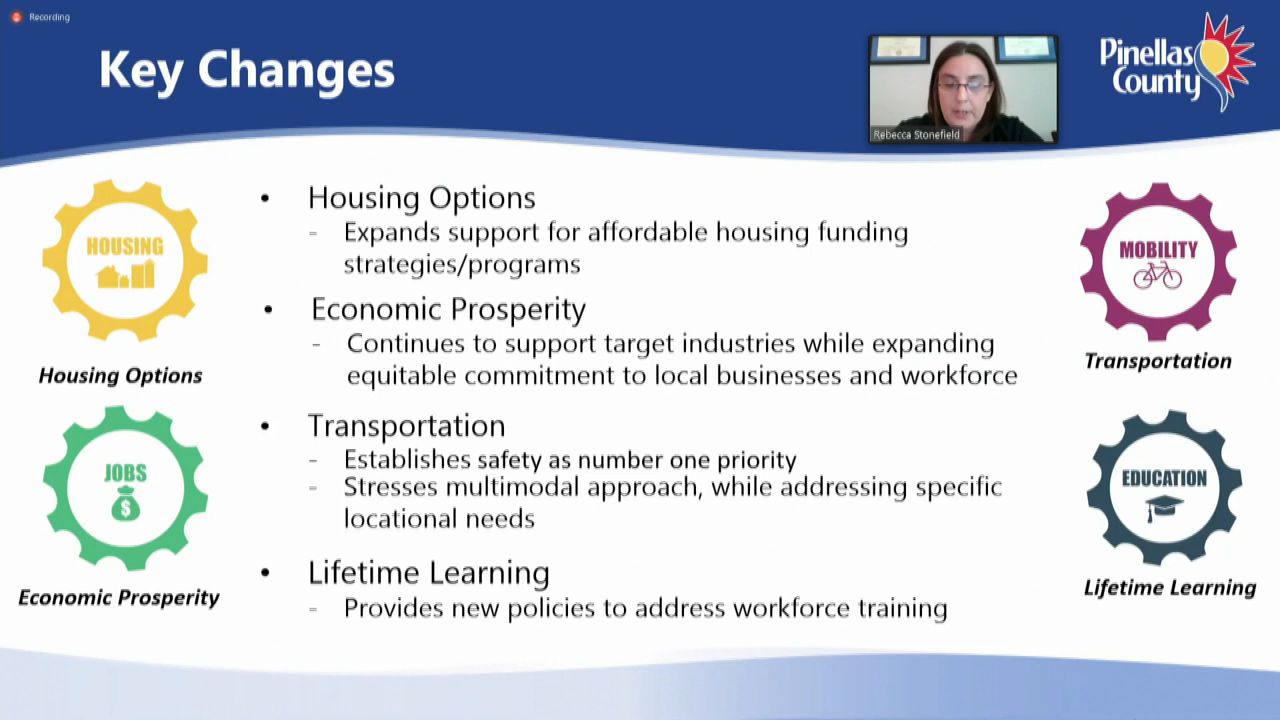 Recording
Key Changes
Rebecca Stonefield
Pinellas
County
HOUSING
Housing Options
JOBS
$
Economic Prosperity
• Housing Options
- Expands support for affordable housing funding
strategies/programs
• Economic Prosperity
- Continues to support target industries while expanding
equitable commitment to local businesses and workforce
• Transportation
- Establishes safety as number one priority
- Stresses multimodal approach, while addressing specific
locational needs
• Lifetime Learning
- Provides new policies to address workforce training
MOBILITY
Transportation
EDUCATION
Lifetime Learning